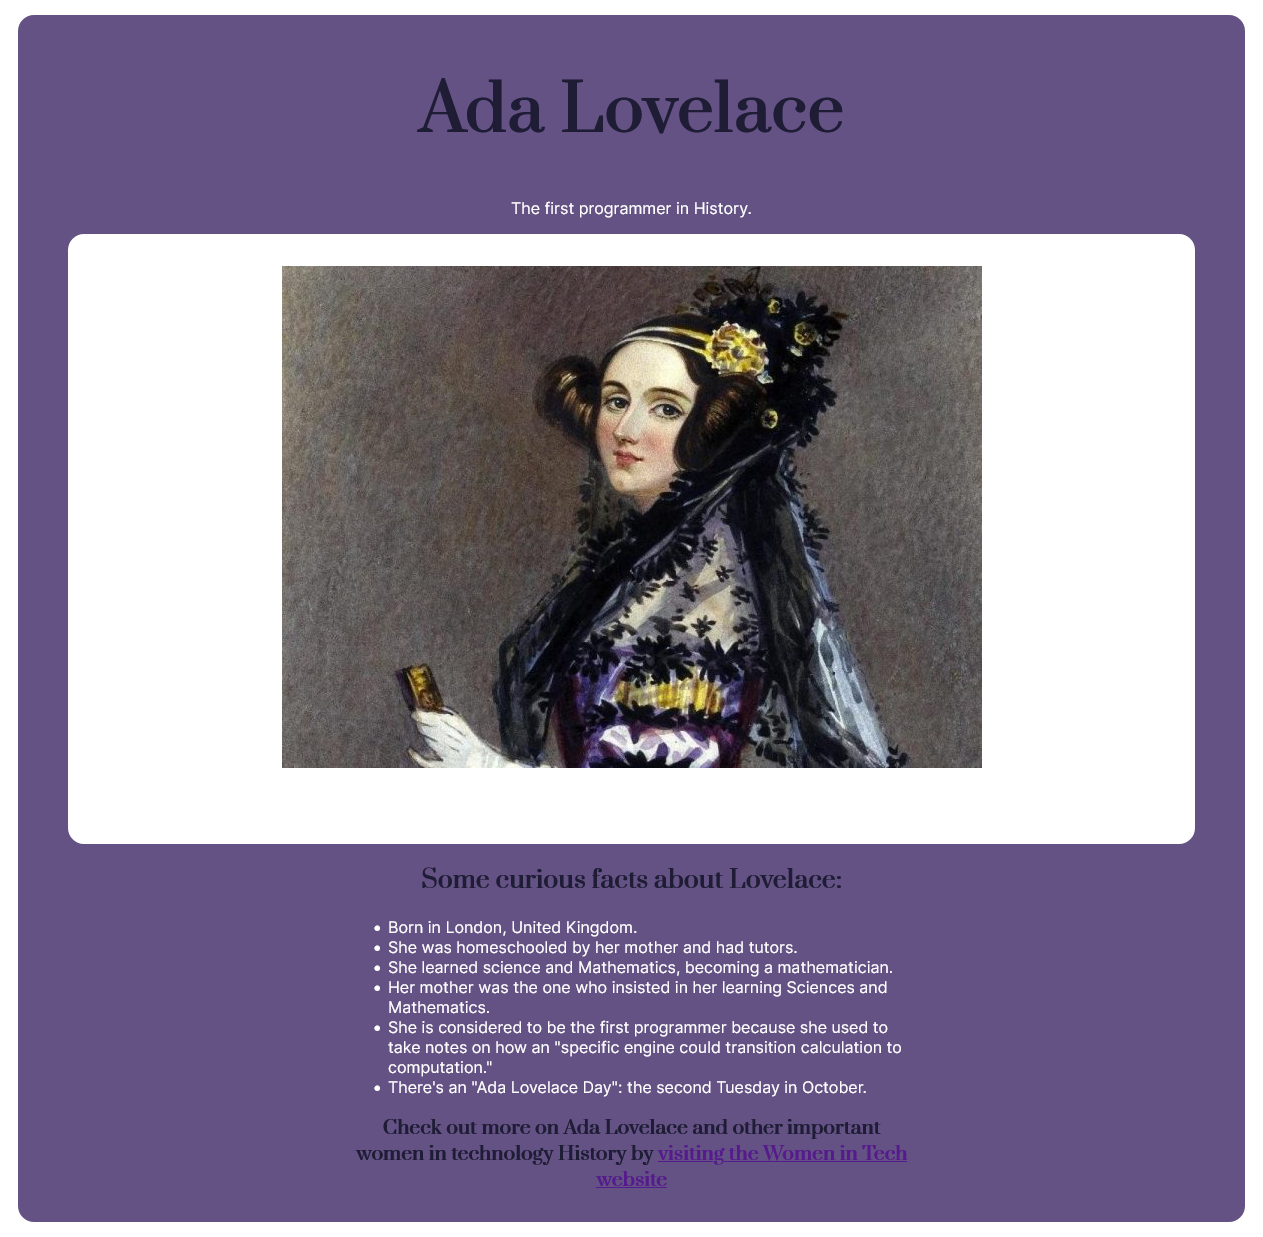 Ada Lovelace
The first programmer in History.
Some curious facts about Lovelace:
• Born in London, United Kingdom.
• She was homeschooled by her mother and had tutors.
• She learned science and Mathematics, becoming a mathematician.
• Her mother was the one who insisted in her learning Sciences and
Mathematics.
• She is considered to be the first programmer because she used to
take notes on how an "specific engine could transition calculation to
computation."
• There's an "Ada Lovelace Day": the second Tuesday in October.
Check out more on Ada Lovelace and other important
women in technology History by visiting the Women in Tech
website